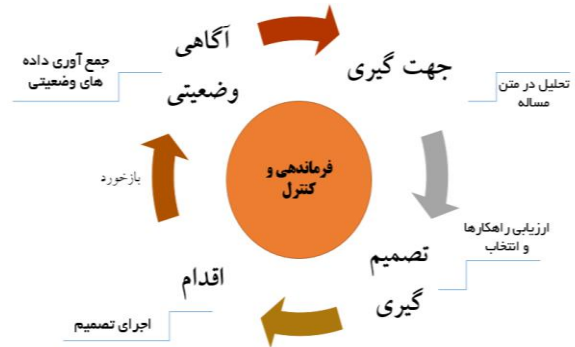 آگاهی
وضعیتی
جمع آوری داده
های وضعیتی
جهت گیری
تحلیل در متن
مساله
فرماندهی و
کنترل
بازخورد
ارزیابی راهکارها
و انتخاب
تصمیم
گیری
اقدام
اجرای تصمیم